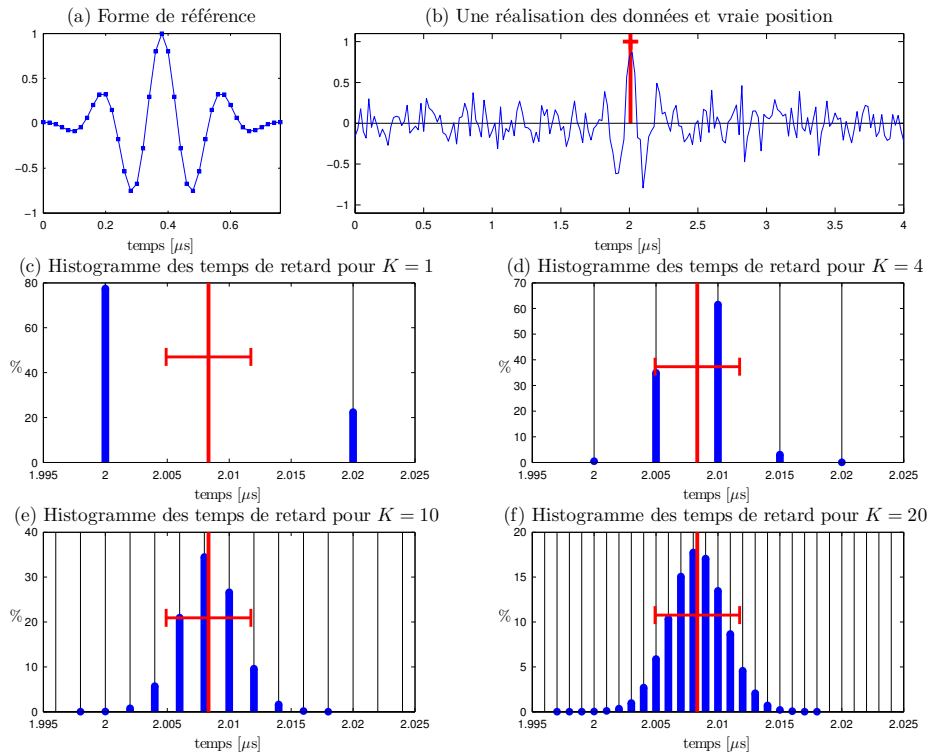 (a) Forme de référence
(b) Une réalisation des données et vraie position
1
0.5
0
−0.5
−1
0 0.2 0.4 0.6
temps [µs]
1
0.5
0
−0.5
−1
0 0.5 1 1.5 2 2.5 3 3.5 4
temps [µs]
(c) Histogramme des temps de retard pour K = 1
80
60
40
20
0
%
1.995 2 2.005 2.01 2.015 2.02 2.025
temps [µs]
(d) Histogramme des temps de retard pour K = 4
70
60
50
40
30
20
10
0
%
1.995 2 2.005 2.01 2.015 2.02 2.025
temps [µs]
(e) Histogramme des temps de retard pour K = 10
40
30
20
10
0
%
1.995 2 2.005 2.01 2.015 2.02 2.025
temps [µs]
(f) Histogramme des temps de retard pour K = 20
20
15
10
5
0
%
1.995 2 2.005 2.01 2.015 2.02 2.025
temps [µs]